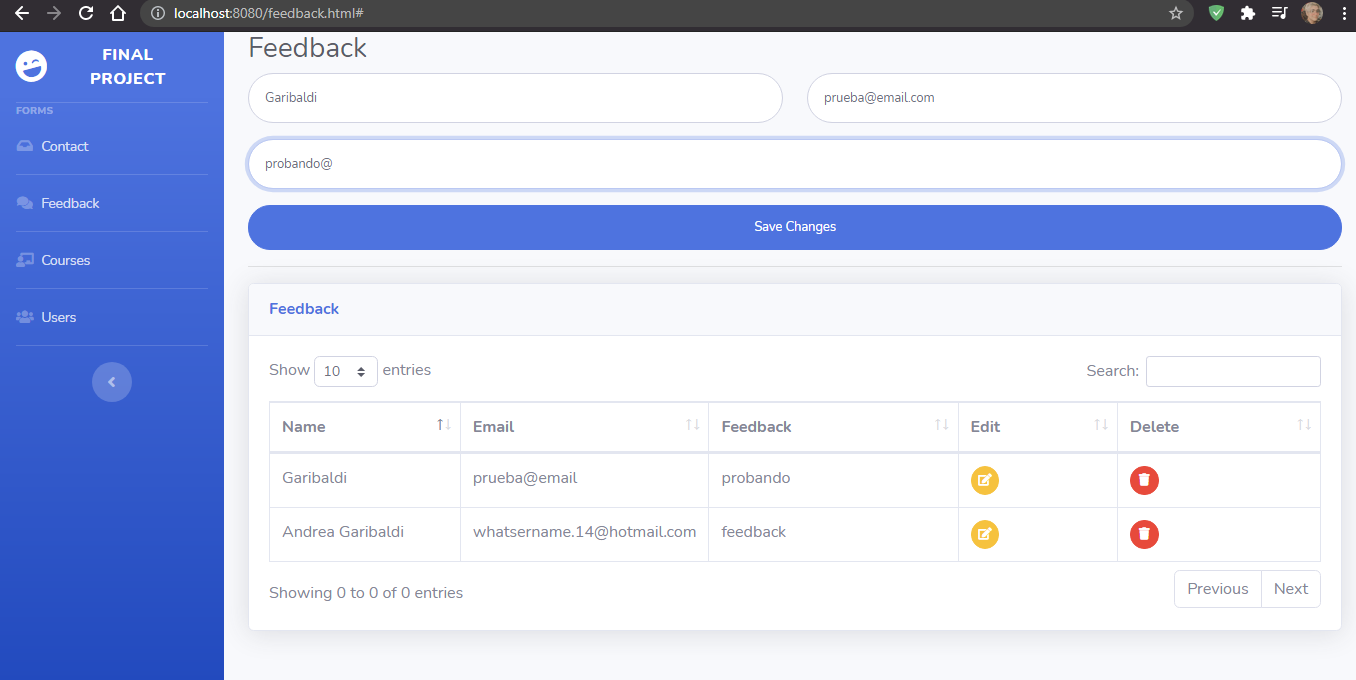 localhost:8080/feedback.html#
FINAL
PROJECT
FORMS
Contact
Feedback
Courses
Users
Feedback
Garibaldi
prueba@email.com
probando@
Save Changes
Feedback
Show 10 entries
Search:
Name Email Feedback Edit Delete
Garibaldi prueba@email probando
Andrea Garibaldi whatsername.14@hotmail.com feedback
Showing 0 to 0 of 0 entries
Previous Next